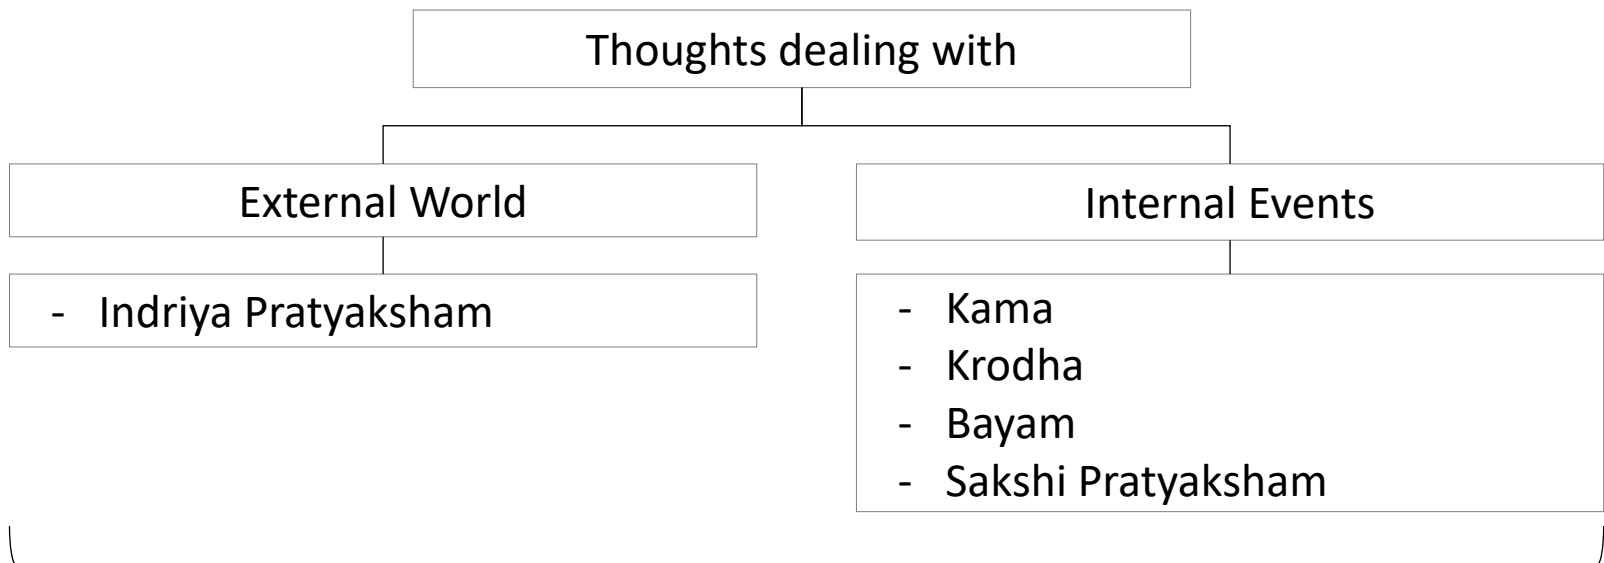 Thoughts dealing with
External World
Internal Events
- Indriya Pratyaksham
- Kama
- Krodha
- Bayam
- Sakshi Pratyaksham